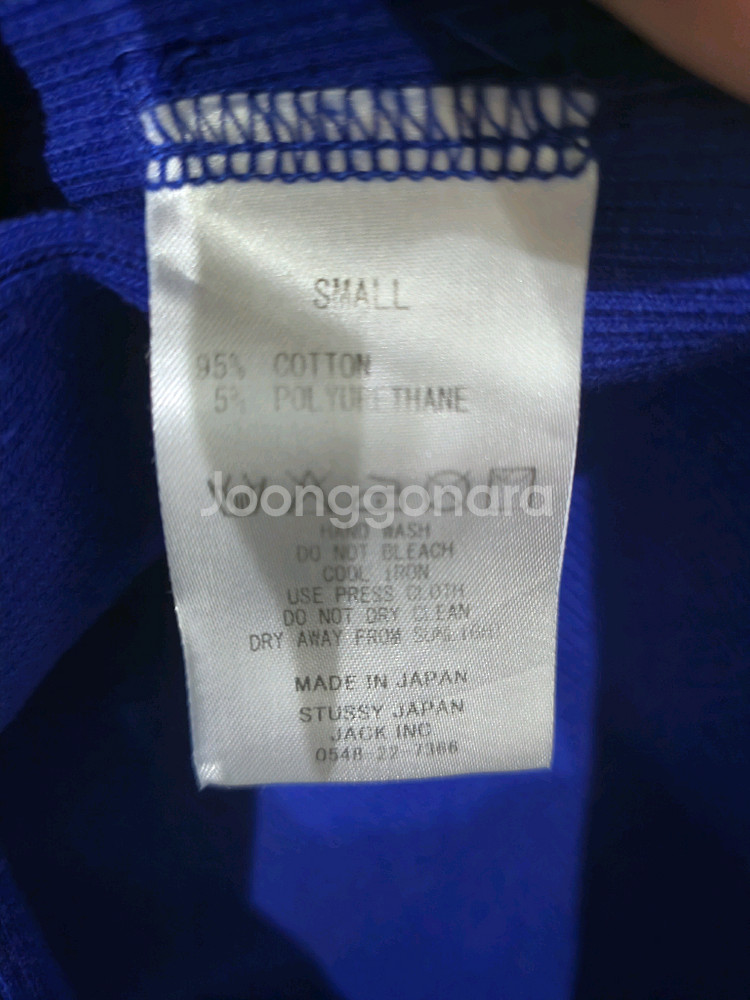 SMALL
95% COTTON
5% POLYURETHANE
Joonggonara
HAND WASH
DO NOT BLEACH
COOL IRON
USE PRESS CLOTH
DO NOT DRY CLEAN
DRY AWAY FROM SUNLIGHT
MADE IN JAPAN
STUSSY JAPAN
JACK INC
0548-22-7366